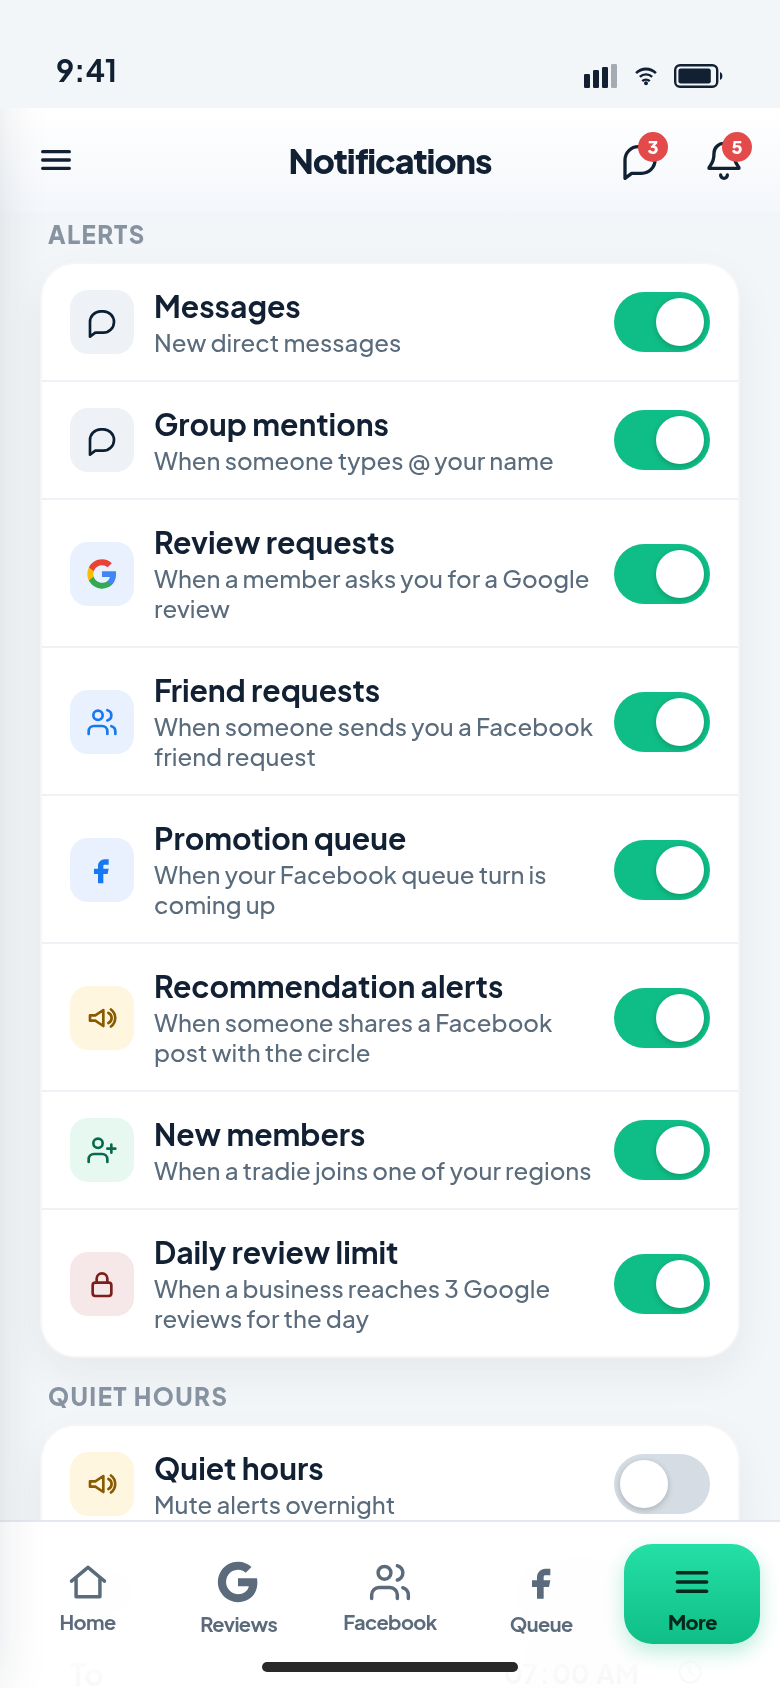 9:41
Notifications
3
5
ALERTS
Messages
New direct messages
Group mentions
When someone types @ your name
Review requests
When a member asks you for a Google
review
Friend requests
When someone sends you a Facebook
friend request
Promotion queue
When your Facebook queue turn is
coming up
Recommendation alerts
When someone shares a Facebook
post with the circle
New members
When a tradie joins one of your regions
Daily review limit
When a business reaches 3 Google
reviews for the day
QUIET HOURS
Quiet hours
Mute alerts overnight
Home
Reviews
Facebook
Queue
More
To
07:00 AM